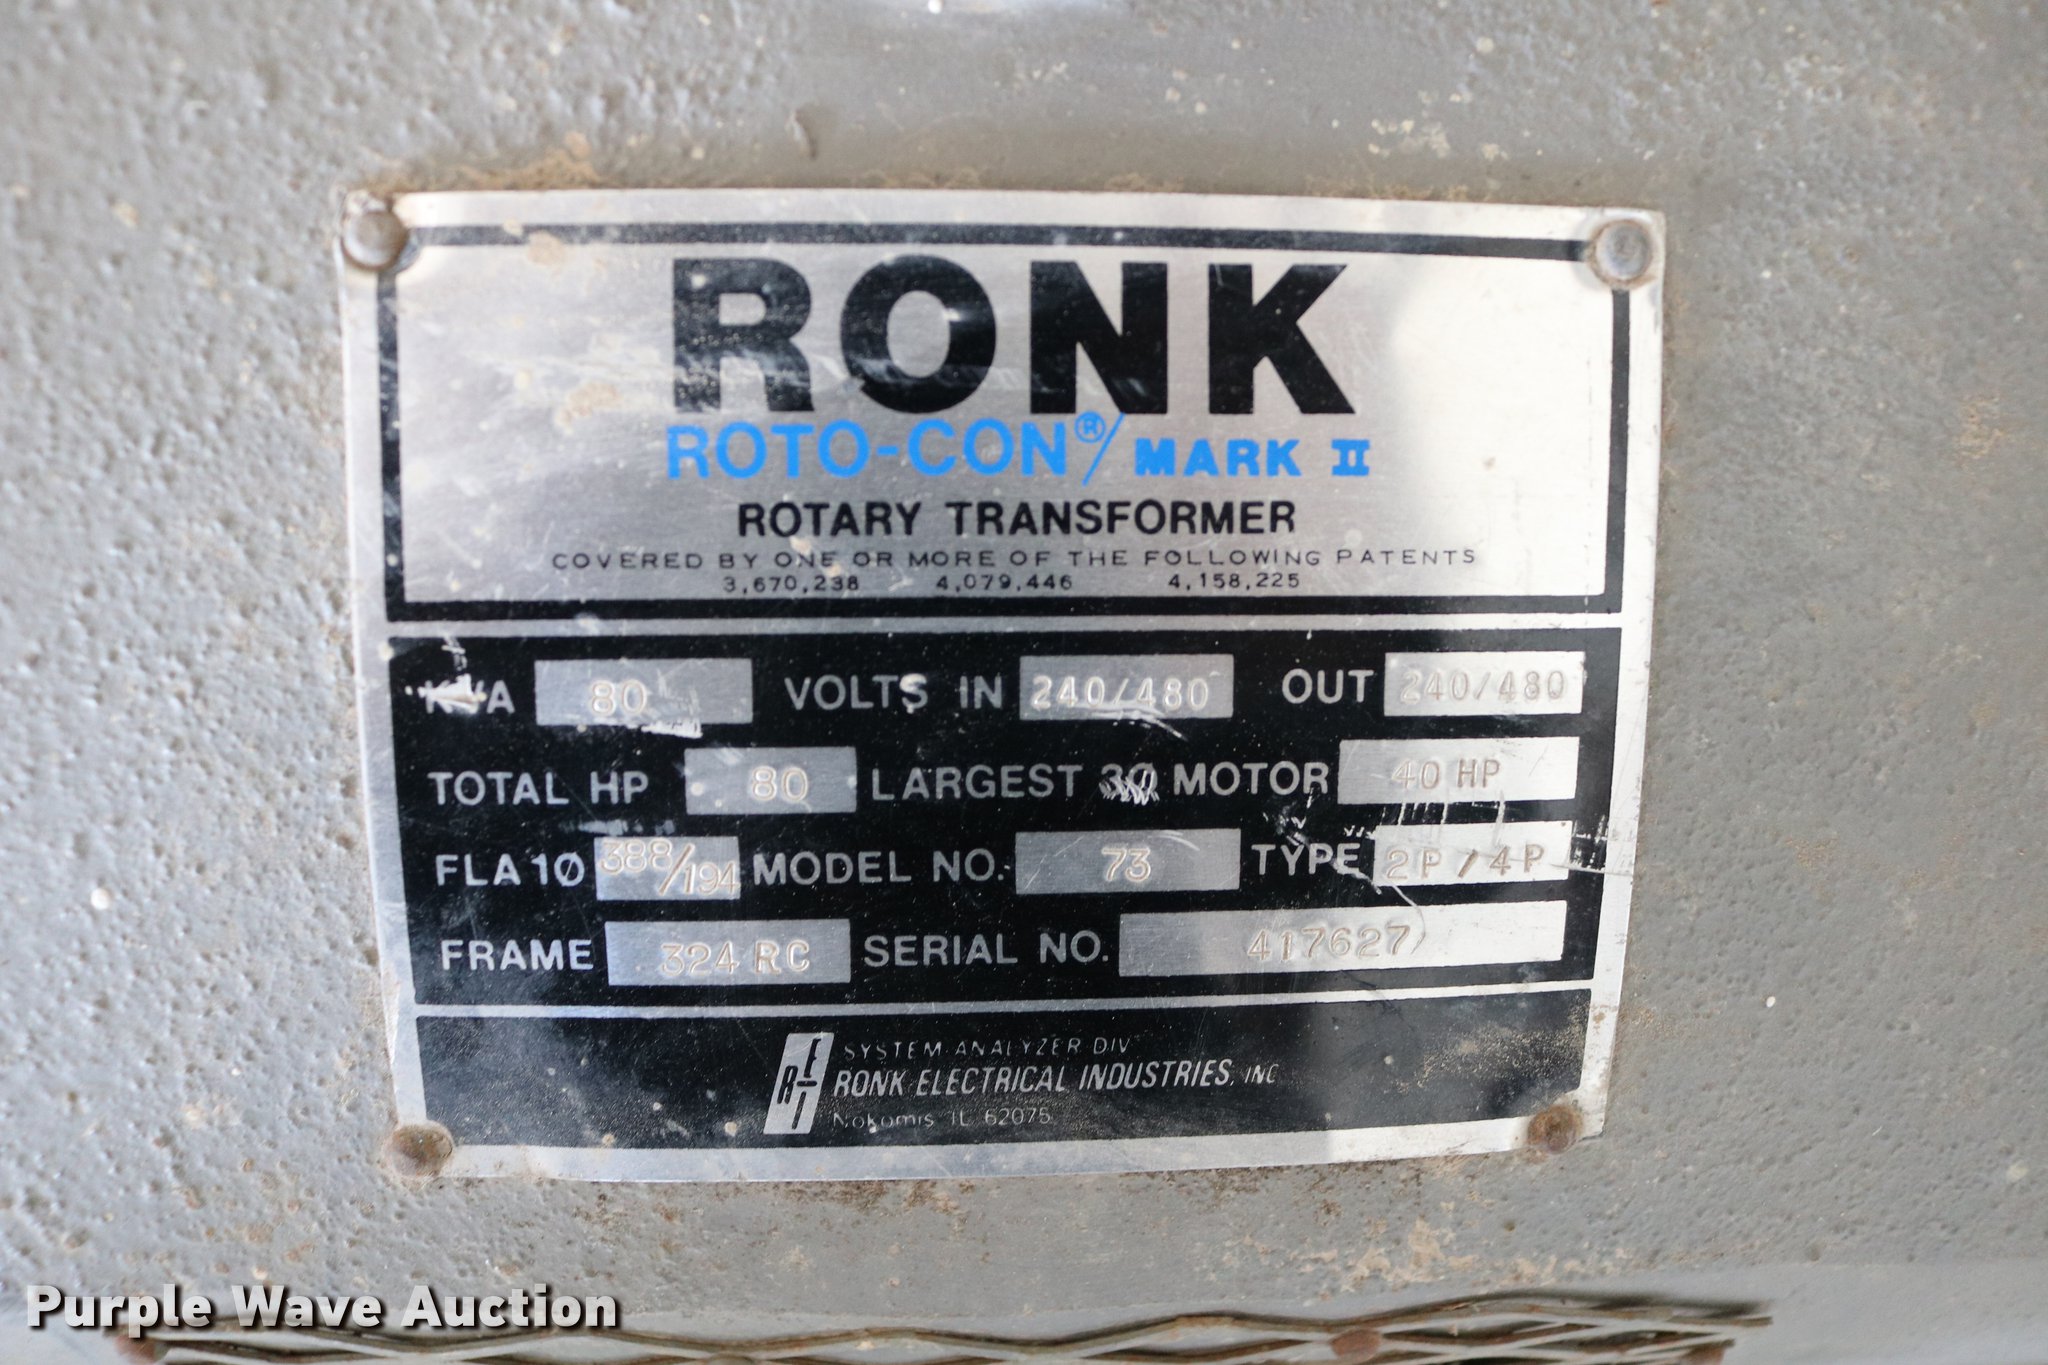 RONK
ROTO-CON®/MARK II
ROTARY TRANSFORMER
COVERED BY ONE OR MORE OF THE FOLLOWING PATENTS
3,670,238 4,079,446 4,158,225
KVA 80 VOLTS IN 240/480 OUT 240/480
TOTAL HP 80 LARGEST 3Ø MOTOR 40 HP
FLA 1Ø 388/194 MODEL NO. 73 TYPE 2P/4P
FRAME 324 RC SERIAL NO. 417627
REI
SYSTEM ANALYZER DIV
RONK ELECTRICAL INDUSTRIES, INC
Nokomis IL 62075
Purple Wave Auction